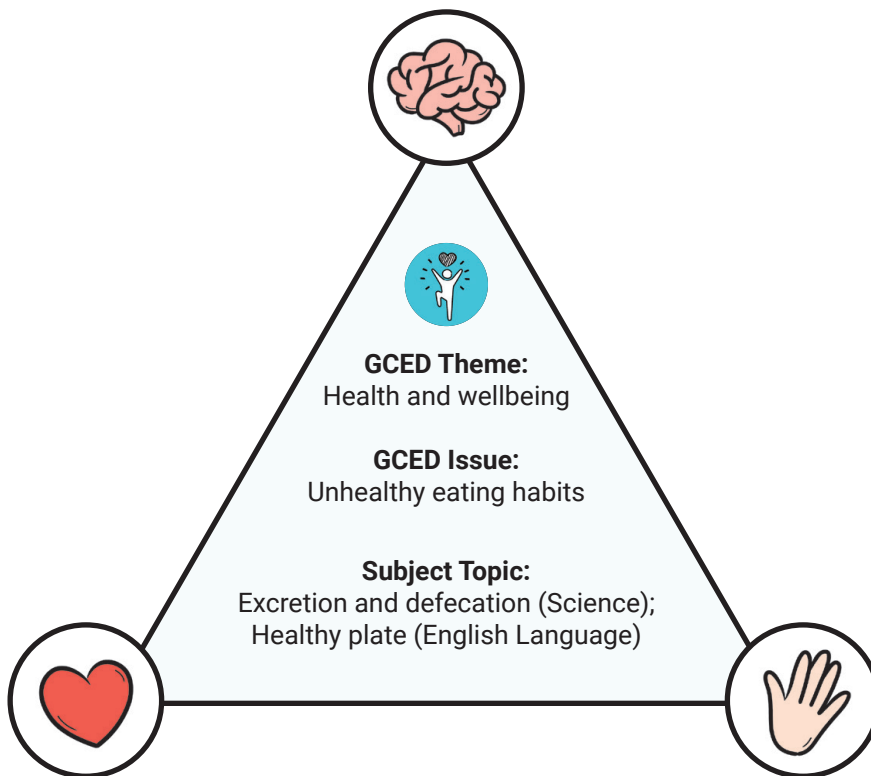 GCED Theme:
Health and wellbeing
GCED Issue:
Unhealthy eating habits
Subject Topic:
Excretion and defecation (Science);
Healthy plate (English Language)